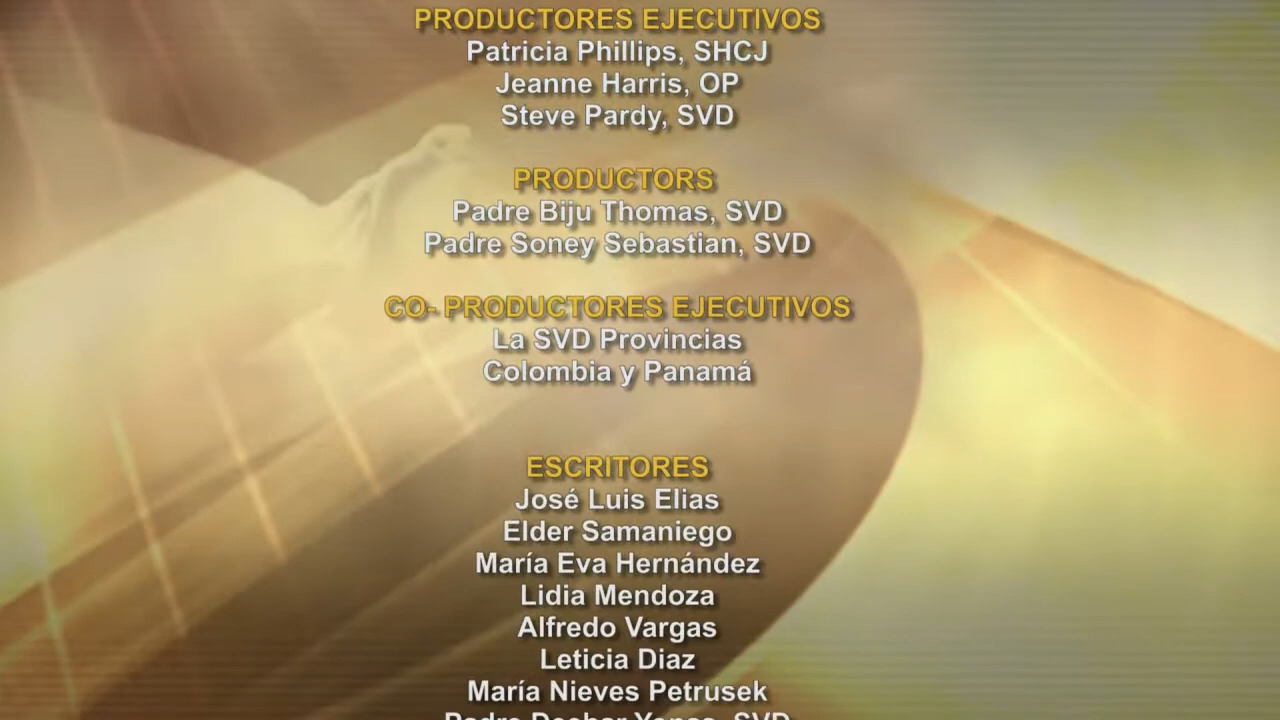 PRODUCTORES EJECUTIVOS
Patricia Phillips, SHCJ
Jeanne Harris, OP
Steve Pardy, SVD
PRODUCTORS
Padre Biju Thomas, SVD
Padre Soney Sebastian, SVD
CO- PRODUCTORES EJECUTIVOS
La SVD Provincias
Colombia y Panamá
ESCRITORES
José Luis Elias
Elder Samaniego
María Eva Hernández
Lidia Mendoza
Alfredo Vargas
Leticia Diaz
María Nieves Petrusek
Padre